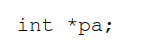 int *pa;